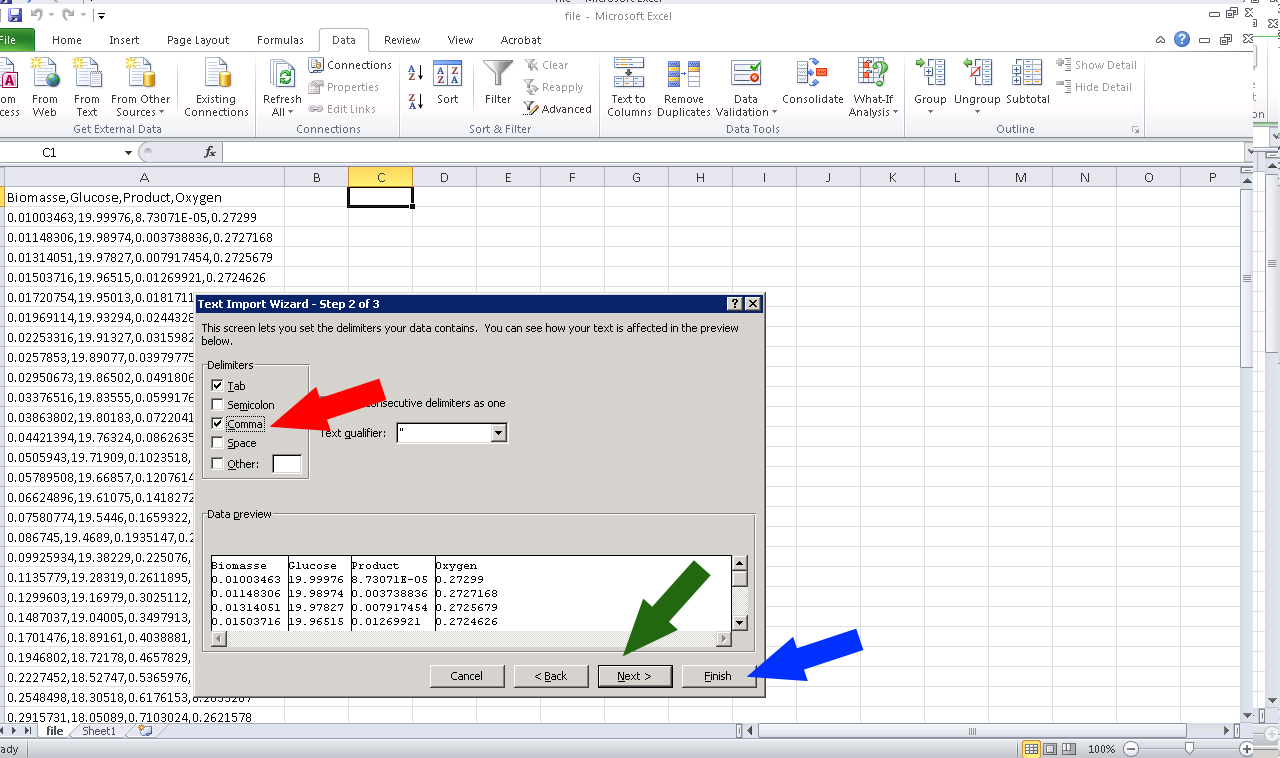 file - Microsoft Excel
File Home Insert Page Layout Formulas Data Review View Acrobat
From Web
From Text
From Other Sources
Existing Connections
Get External Data
Refresh All
Connections
Properties
Edit Links
Connections
Sort
Filter
Clear
Reapply
Advanced
Sort & Filter
Text to Columns
Remove Duplicates
Data Validation
Consolidate
What-If Analysis
Data Tools
Group
Ungroup
Subtotal
Show Detail
Hide Detail
Outline
C1
fx
A B C D E F G H I J K L M N O P
Biomasse,Glucose,Product,Oxygen
0.01003463,19.99976,8.73071E-05,0.27299
0.01148306,19.98974,0.003738836,0.2727168
0.01314051,19.97827,0.007917454,0.2725679
0.01503716,19.96515,0.01269921,0.2724626
0.01720754,19.95013,0.0181711
0.01969114,19.93294,0.0244328
0.02253316,19.91327,0.0315982
0.0257853,19.89077,0.03979775
0.02950673,19.86502,0.0491806
0.03376516,19.83555,0.0599176
0.03863802,19.80183,0.0722041
0.04421394,19.76324,0.0862635
0.0505943,19.71909,0.1023518,
0.05789508,19.66857,0.1207614
0.06624896,19.61075,0.1418272
0.07580774,19.5446,0.1659322,
0.086745,19.4689,0.1935147,0.2
0.09925934,19.38229,0.225076,
0.1135779,19.28319,0.2611895,
0.1299603,19.16979,0.3025112,
0.1487037,19.04005,0.3497913,
0.1701476,18.89161,0.4038881,
0.1946802,18.72178,0.4657829,
0.2227452,18.52747,0.5365976,
0.2915731,18.05089,0.7103024,0.2621578
Text Import Wizard - Step 2 of 3
This screen lets you set the delimiters your data contains. You can see how your text is affected in the preview
below.
Delimiters
Tab
Semicolon
Comma
Space
Other:
consecutive delimiters as one
Text qualifier: "
Data preview
Biomasse Glucose Product Oxygen
0.01003463 19.99976 8.73071E-05 0.27299
0.01148306 19.98974 0.003738836 0.2727168
0.01314051 19.97827 0.007917454 0.2725679
0.01503716 19.96515 0.01269921 0.2724626
Cancel < Back Next > Finish
file Sheet1
100%